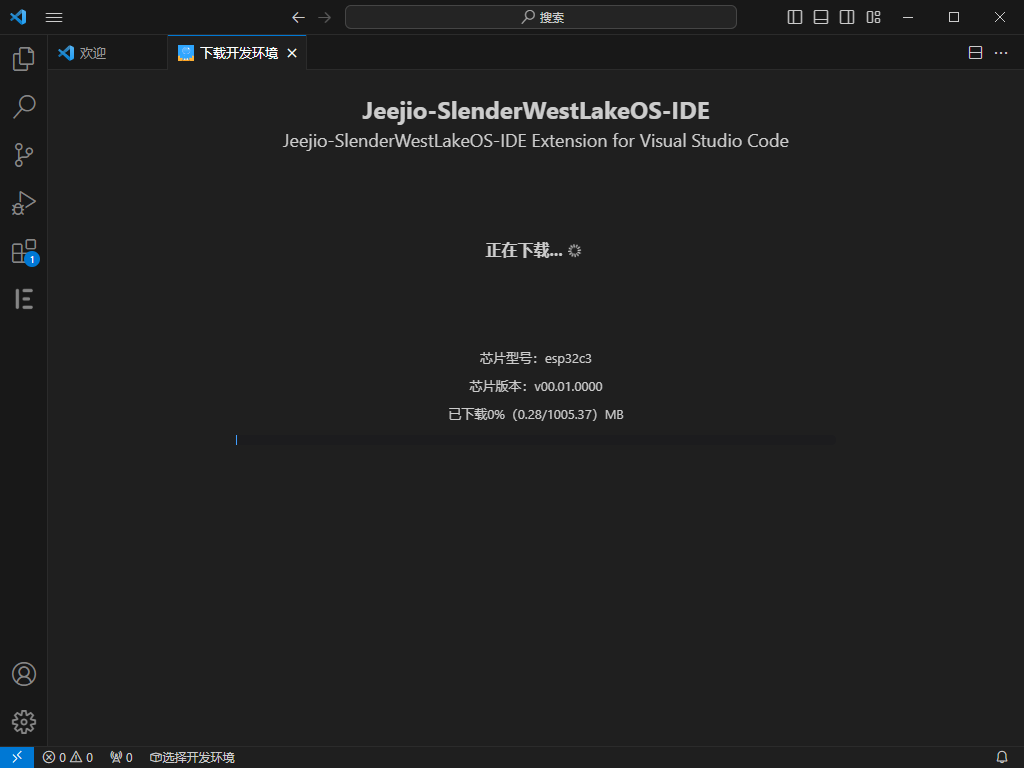 搜索
欢迎
下载开发环境
Jeejio-SlenderWestLakeOS-IDE
Jeejio-SlenderWestLakeOS-IDE Extension for Visual Studio Code
正在下载...
1
芯片型号：esp32c3
芯片版本：v00.01.0000
已下载0%（0.28/1005.37）MB
0 0 0 选择开发环境